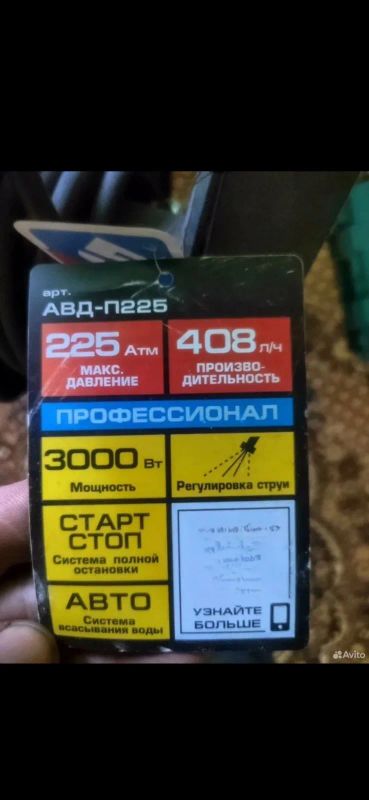 арт.
АВД-П225
225 Атм
МАКС.
ДАВЛЕНИЕ
408 л/ч
ПРОИЗВО-
ДИТЕЛЬНОСТЬ
ПРОФЕССИОНАЛ
3000 Вт
Мощность
Регулировка струи
СТАРТ
СТОП
Система полной
остановки
АВТО
Система
всасывания воды
УЗНАЙТЕ
БОЛЬШЕ
Avito